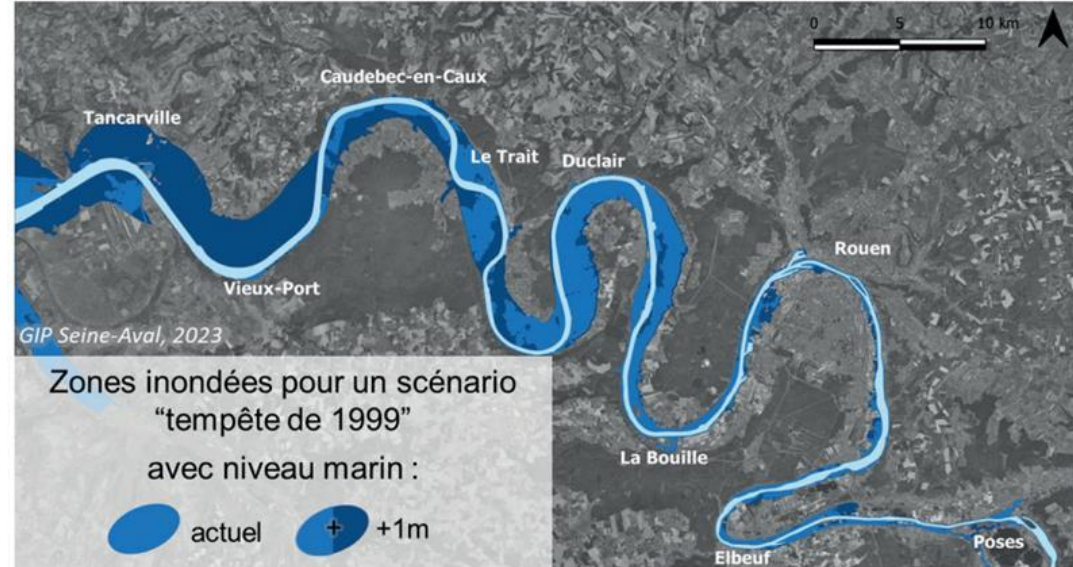 0 5 10 km
Caudebec-en-Caux
Tancarville
Le Trait
Duclair
Rouen
Vieux-Port
GIP Seine-Aval, 2023
Zones inondées pour un scénario
“tempête de 1999”
avec niveau marin :
La Bouille
actuel
+ +1m
Elbeuf
Poses